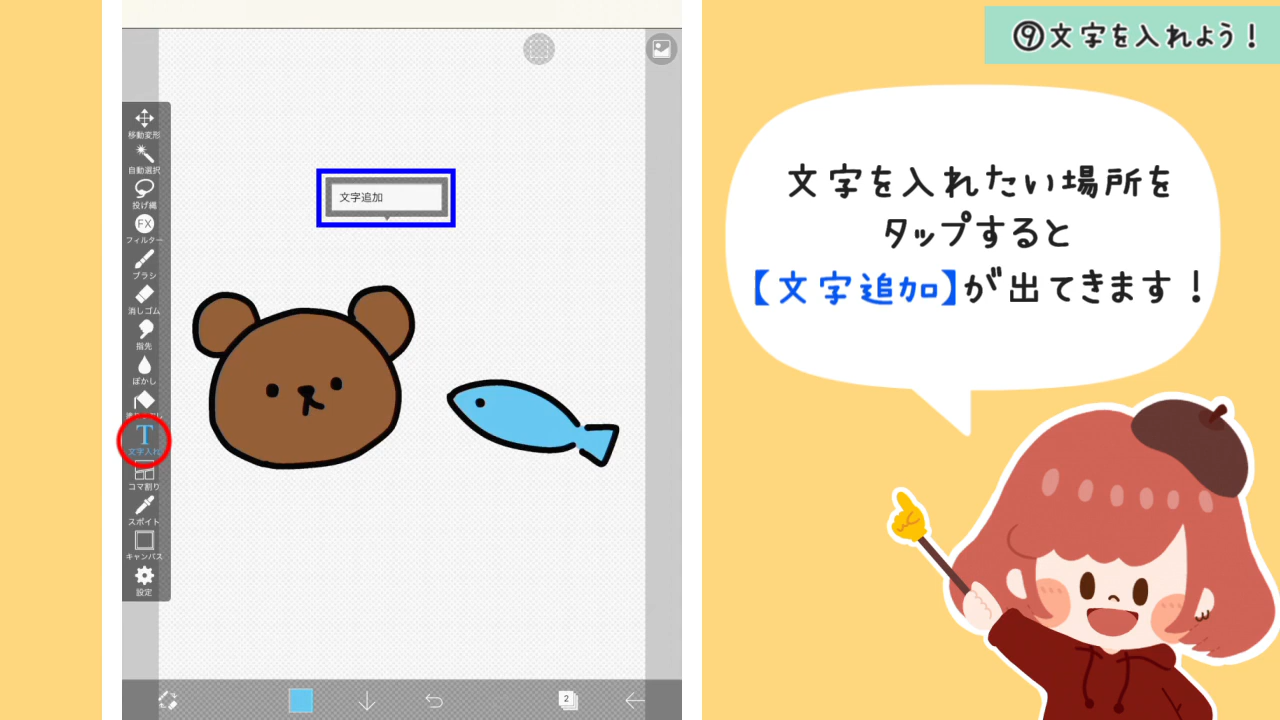 ⑨文字を入れよう！
文字を入れたい場所を
タップすると
【文字追加】が出てきます！
文字追加
移動変形
自動選択
投げ縄
FX
フィルター
ブラシ
消しゴム
指先
ぼかし
T
文字入れ
コマ割り
スポイト
キャンバス
設定
2